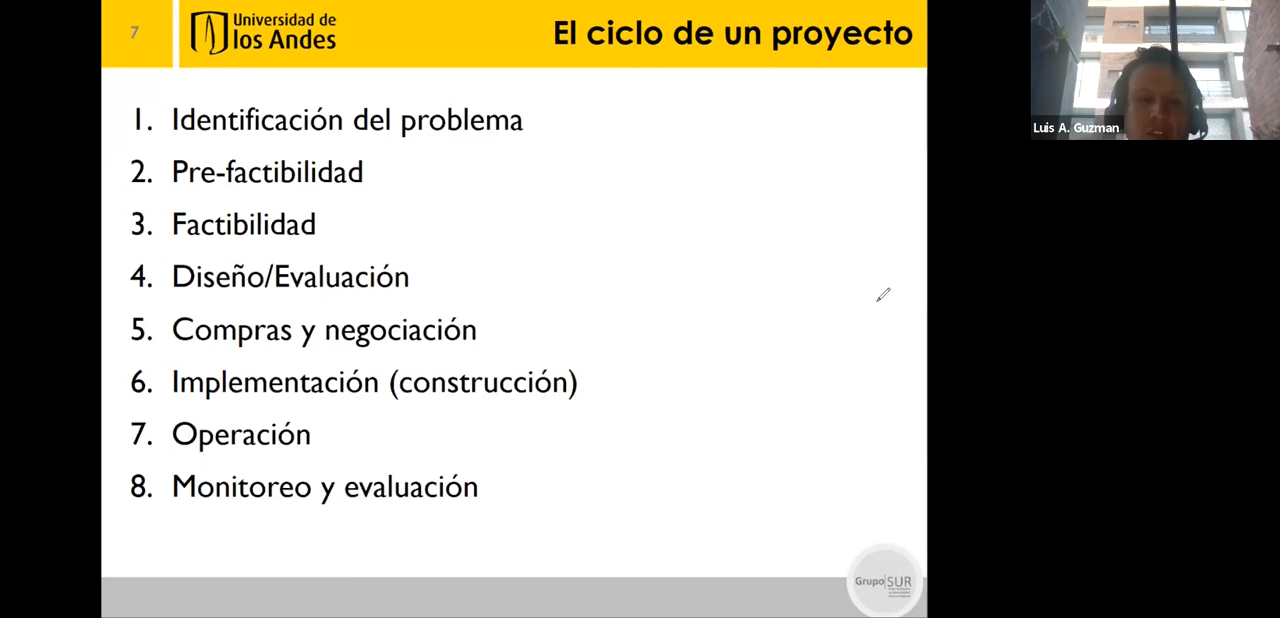 7
Universidad de
los Andes
El ciclo de un proyecto
1. Identificación del problema
2. Pre-factibilidad
3. Factibilidad
4. Diseño/Evaluación
5. Compras y negociación
6. Implementación (construcción)
7. Operación
8. Monitoreo y evaluación
Luis A. Guzman
Grupo|SUR